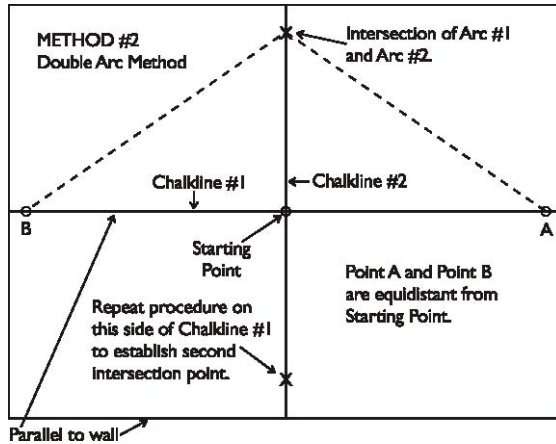 METHOD #2
Double Arc Method
Intersection of Arc #1
and Arc #2.
Chalkline #1
Chalkline #2
B
A
Starting
Point
Point A and Point B
are equidistant from
Starting Point.
Repeat procedure on
this side of Chalkline #1
to establish second
intersection point.
Parallel to wall